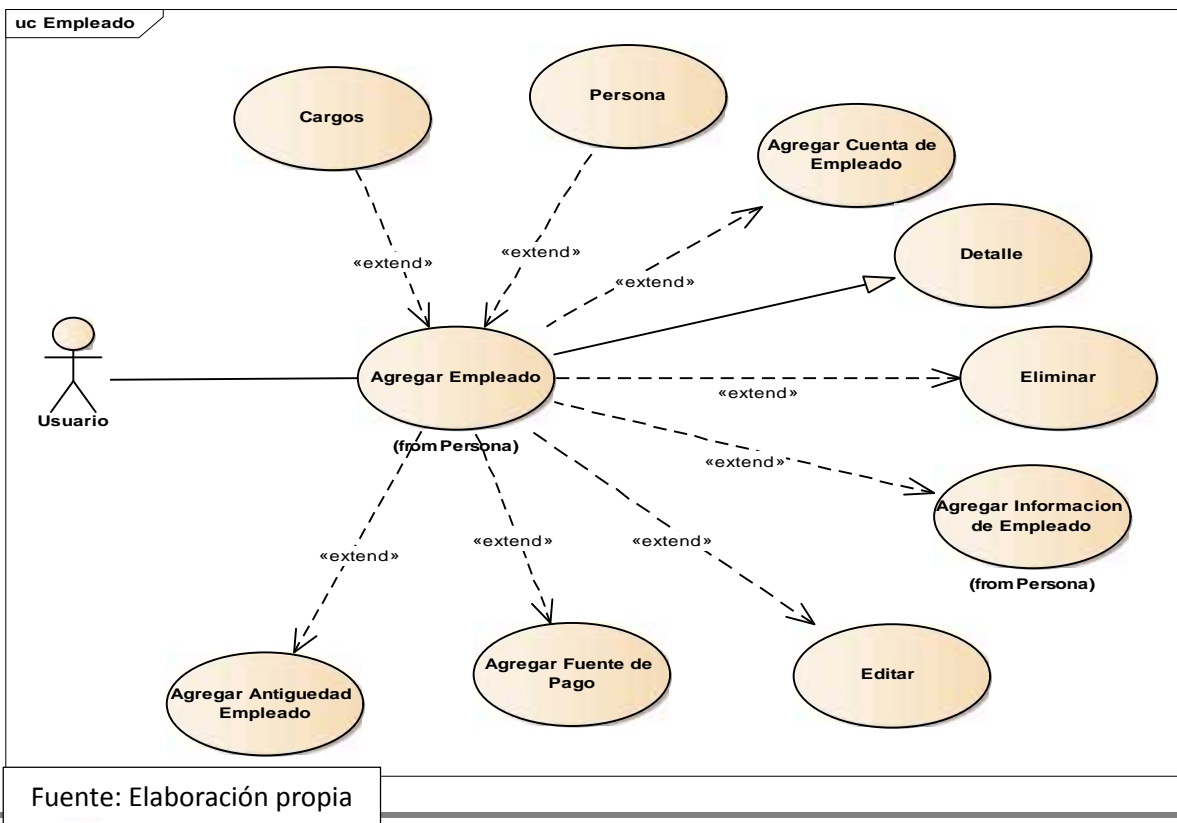 uc Empleado
Cargos
Persona
Agregar Cuenta de
Empleado
Detalle
«extend»
«extend»
«extend»
Usuario
Agregar Empleado
(from Persona)
«extend»
Eliminar
«extend»
Agregar Informacion
de Empleado
(from Persona)
«extend»
«extend»
«extend»
Agregar Antiguedad
Empleado
Agregar Fuente de
Pago
Editar
Fuente: Elaboración propia